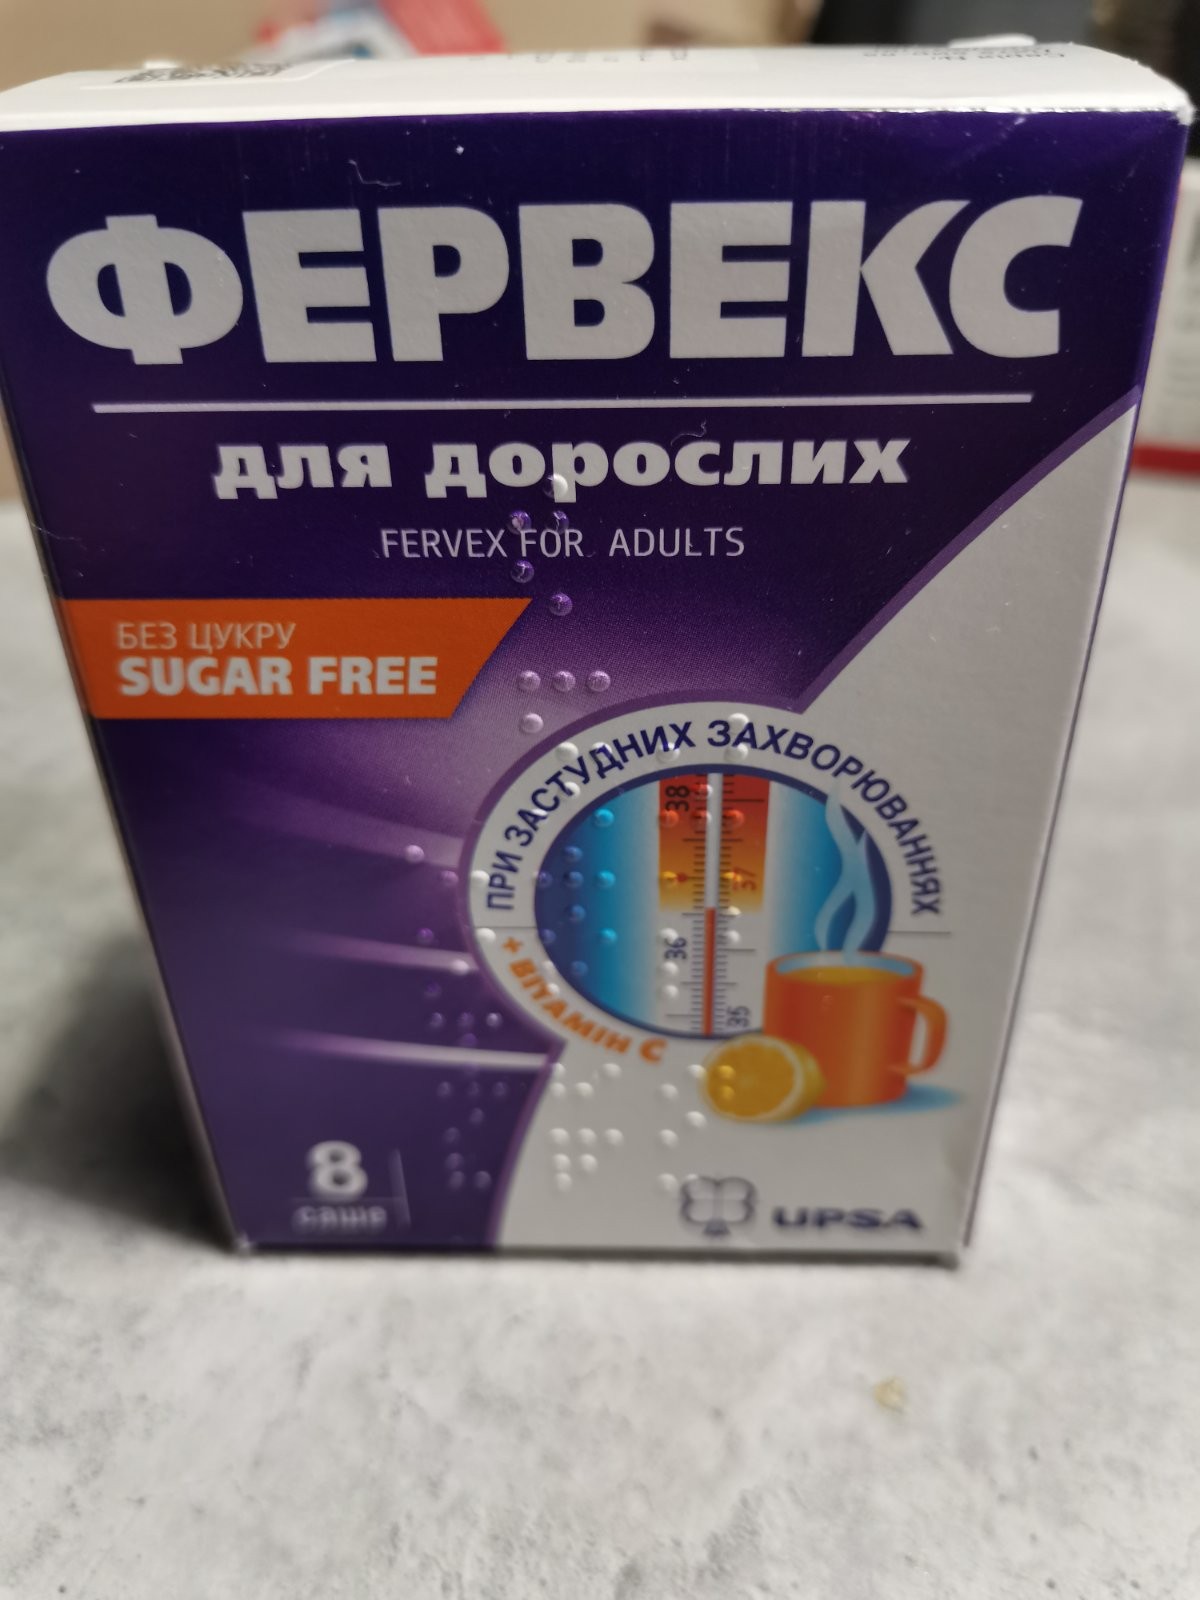 ФЕРВЕКС
для дорослих
FERVEX FOR ADULTS
БЕЗ ЦУКРУ
SUGAR FREE
ПРИ ЗАСТУДНИХ ЗАХВОРЮВАННЯХ
+ ВІТАМІН С
38
37
36
35
8
саше
UPSA